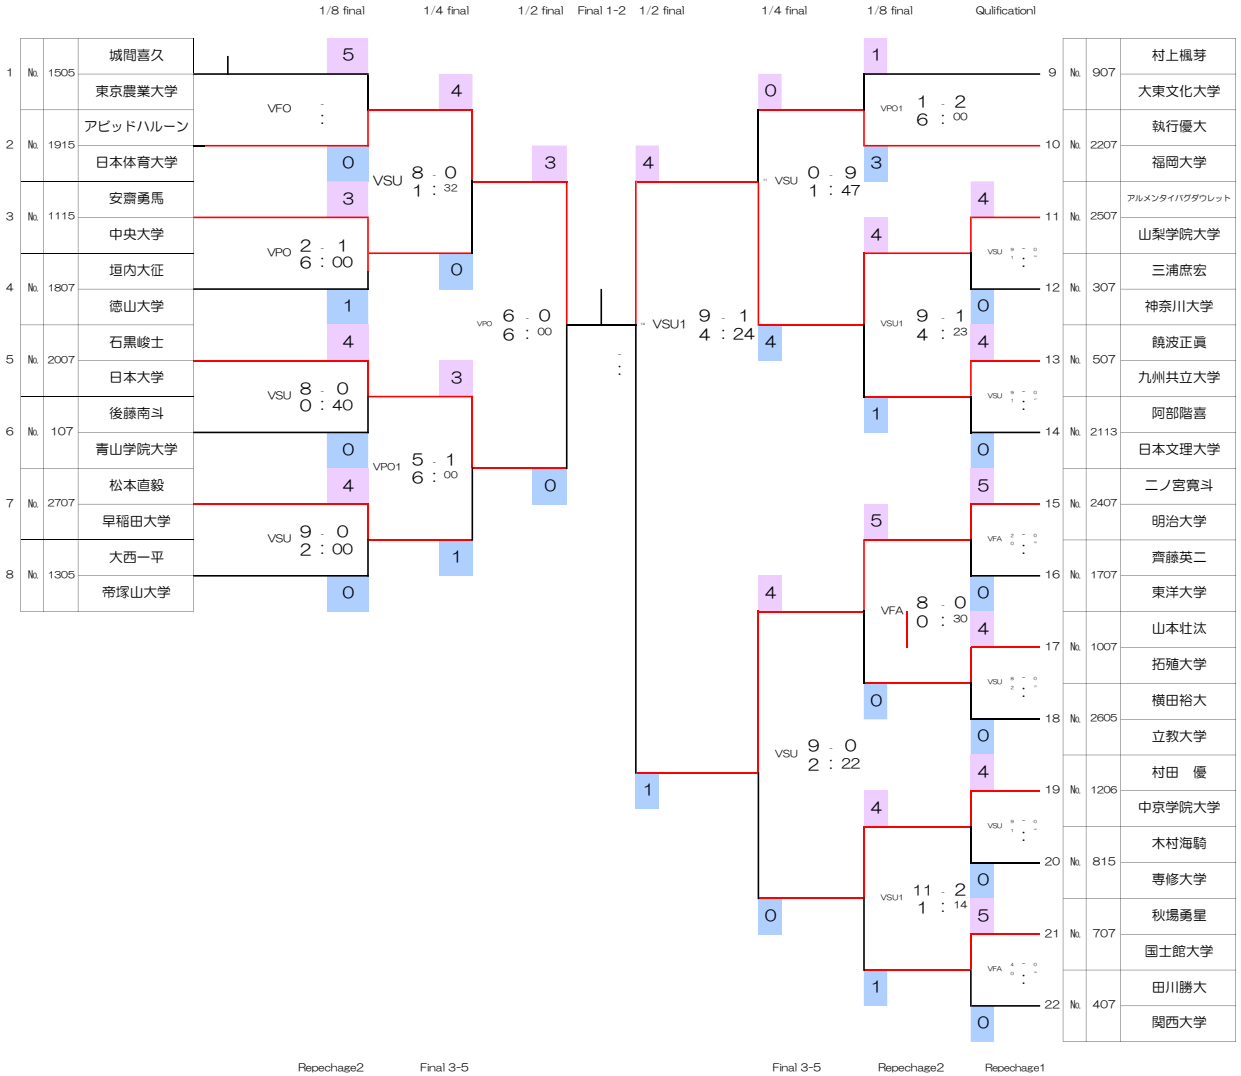 1/8 final 1/4 final 1/2 final Final 1-2 1/2 final 1/4 final 1/8 final Qulification1
1 No. 1505 城間喜久
東京農業大学
2 No. 1915 アビッドハルーン
日本体育大学
3 No. 1115 安齋勇馬
中央大学
4 No. 1807 垣内大征
徳山大学
5 No. 2007 石黒峻士
日本大学
6 No. 107 後藤南斗
青山学院大学
7 No. 2707 松本直毅
早稲田大学
8 No. 1305 大西一平
帝塚山大学
5
VFO - :
0
3
VPO 2 - 1
6 : 00
1
4
VSU 8 - 0
0 : 40
0
4
VSU 9 - 0
2 : 00
0
4
VSU 8 - 0
1 : 32
0
3
VPO1 5 - 1
6 : 00
1
3
VPO 6 - 0
6 : 00
0
- :
4
VSU1 9 - 1
4 : 24
1
0
VSU 0 - 9
1 : 47
4
4
VSU 9 - 0
2 : 22
0
1
VPO1 1 - 2
6 : 00
3
4
VSU1 9 - 1
4 : 23
1
5
VFA 8 - 0
0 : 30
0
4
VSU1 11 - 2
1 : 14
1
4
VSU
0
4
VSU
0
5
VFA
0
4
VSU
0
4
VSU
0
5
VFA
0
9 No. 907 村上楓芽
大東文化大学
10 No. 2207 執行優大
福岡大学
11 No. 2507 アルメンタイバグダウレット
山梨学院大学
12 No. 307 三浦庶宏
神奈川大学
13 No. 507 饒波正眞
九州共立大学
14 No. 2113 阿部階喜
日本文理大学
15 No. 2407 二ノ宮寛斗
明治大学
16 No. 1707 齊藤英二
東洋大学
17 No. 1007 山本壮汰
拓殖大学
18 No. 2605 横田裕大
立教大学
19 No. 1206 村田　優
中京学院大学
20 No. 815 木村海騎
専修大学
21 No. 707 秋場勇星
国士館大学
22 No. 407 田川勝大
関西大学
Repechage2 Final 3-5 Final 3-5 Repechage2 Repechage1